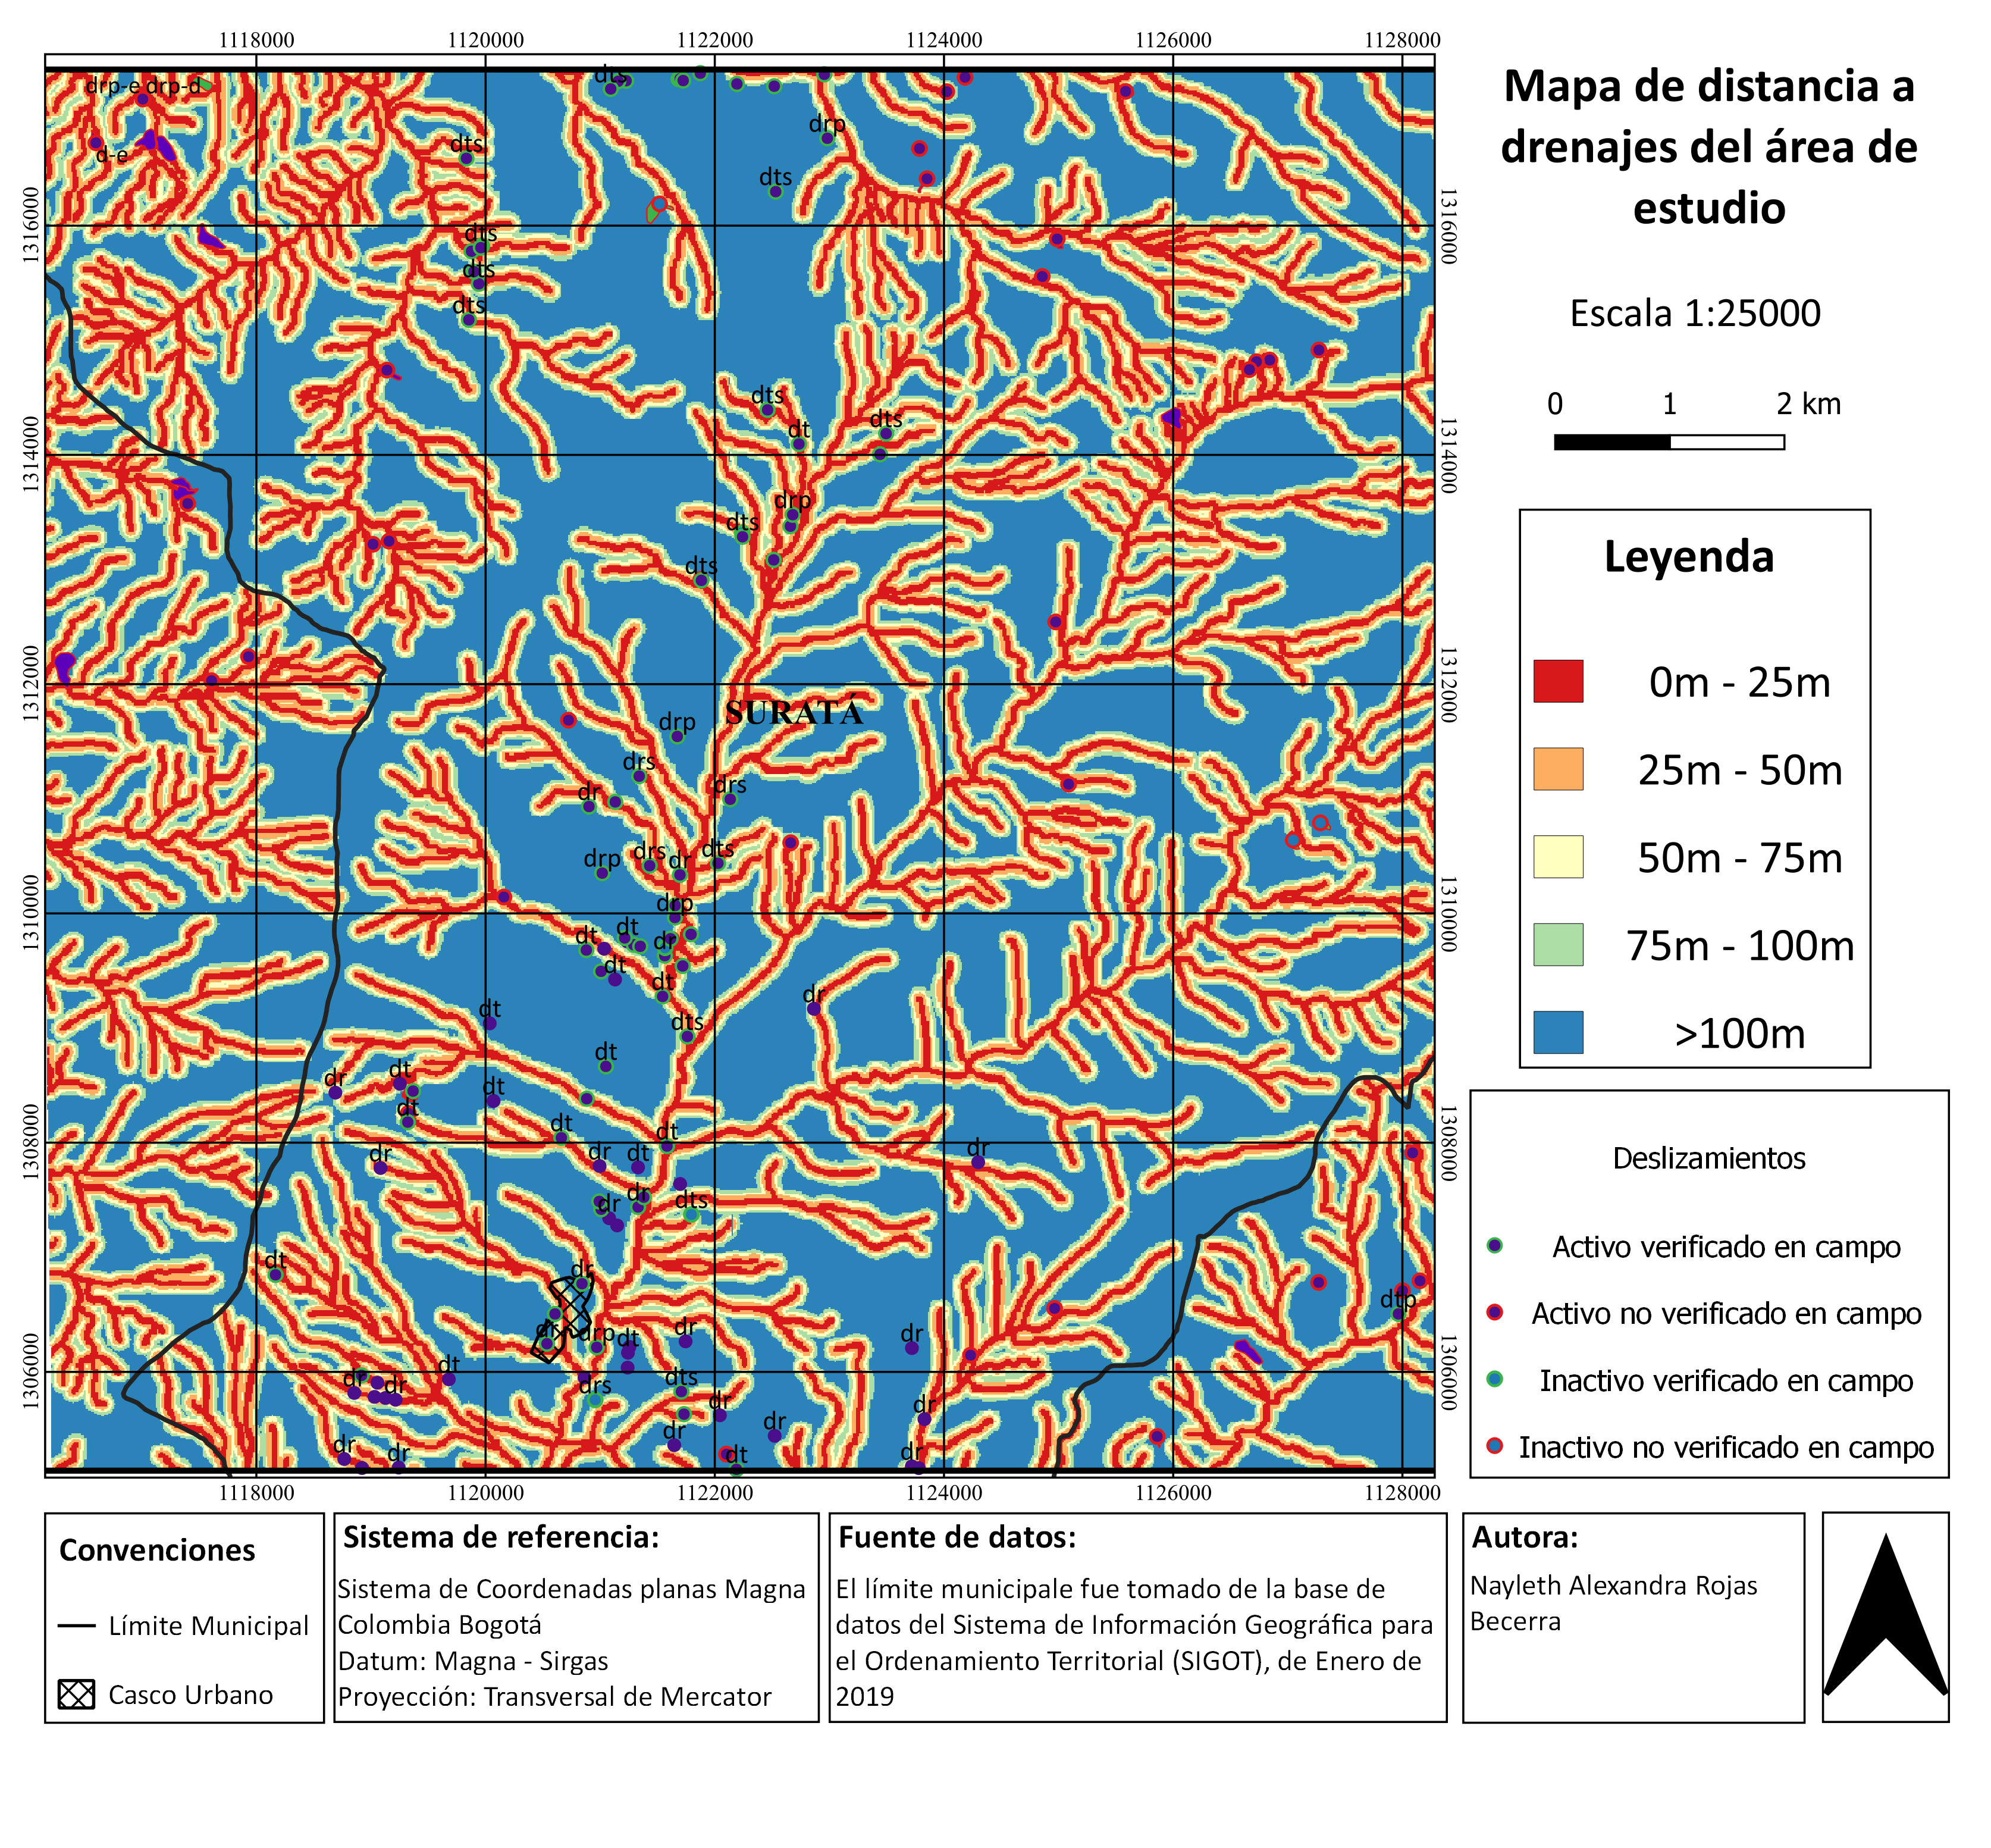 Mapa de distancia a
drenajes del área de
estudio
Escala 1:25000
0 1 2 km
Leyenda
0m - 25m
25m - 50m
50m - 75m
75m - 100m
>100m
Deslizamientos
Activo verificado en campo
Activo no verificado en campo
Inactivo verificado en campo
Inactivo no verificado en campo
1118000 1120000 1122000 1124000 1126000 1128000
1316000
1314000
1312000
1310000
1308000
1306000
1316000
1314000
1312000
1310000
1308000
1306000
dts
drp-e drp-d
drp
dts
d-e
dts
dts
dts
dts
dts
dts
dt
drp
dts
dts
SURATÁ
drp
drs
drs
dr
drs
dts
drp
dr
drp
dt
dt
dr
dt
dt
dr
dt
dts
dt
dt
dr
dt
dt
dt
dt
dr
dt
dr
dr
dr
dts
dr
dt
dr
dtp
dr
drp
dt
dr
dr
dt
dr
dr
drs
dts
dr
dr
dr
dr
dr
dr
dt
dr
1118000 1120000 1122000 1124000 1126000 1128000
Convenciones
Límite Municipal
Casco Urbano
Sistema de referencia:
Sistema de Coordenadas planas Magna
Colombia Bogotá
Datum: Magna - Sirgas
Proyección: Transversal de Mercator
Fuente de datos:
El límite municipale fue tomado de la base de
datos del Sistema de Información Geográfica para
el Ordenamiento Territorial (SIGOT), de Enero de
2019
Autora:
Nayleth Alexandra Rojas
Becerra